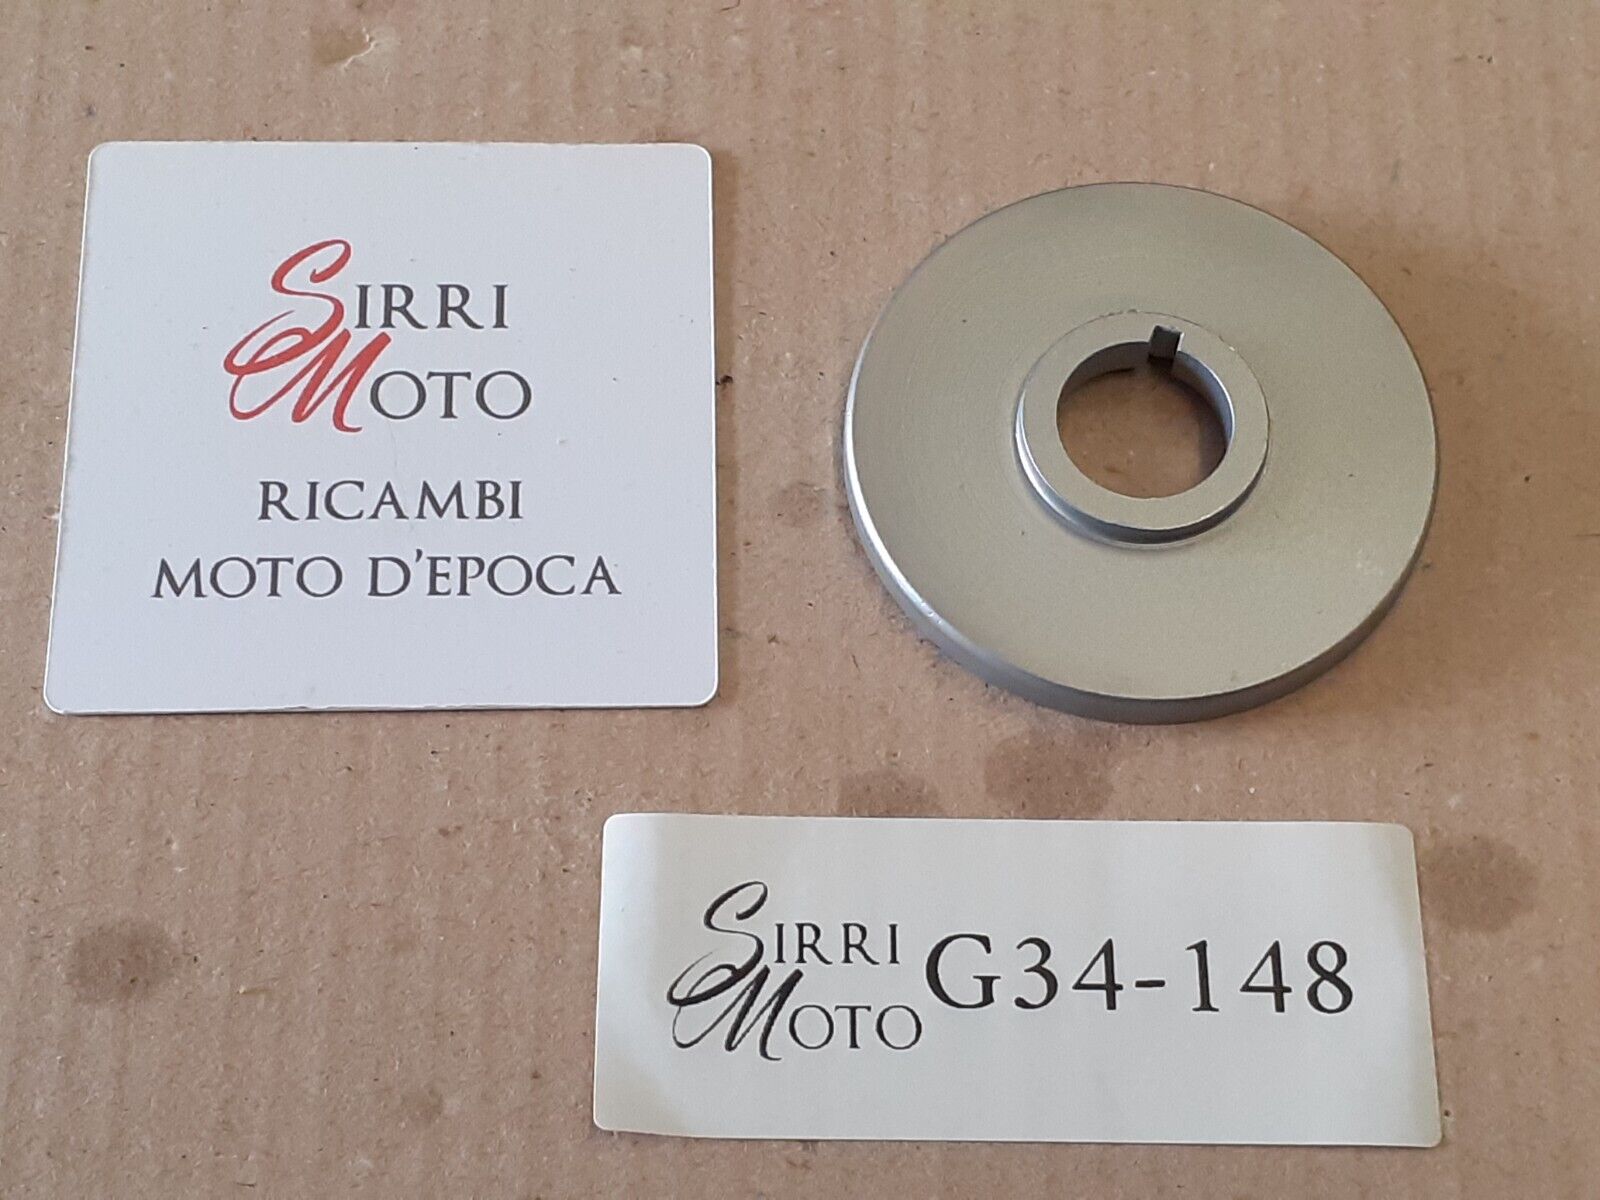 SIRRI
MOTO
RICAMBI
MOTO D'EPOCA
SIRRI
MOTO
G34-148